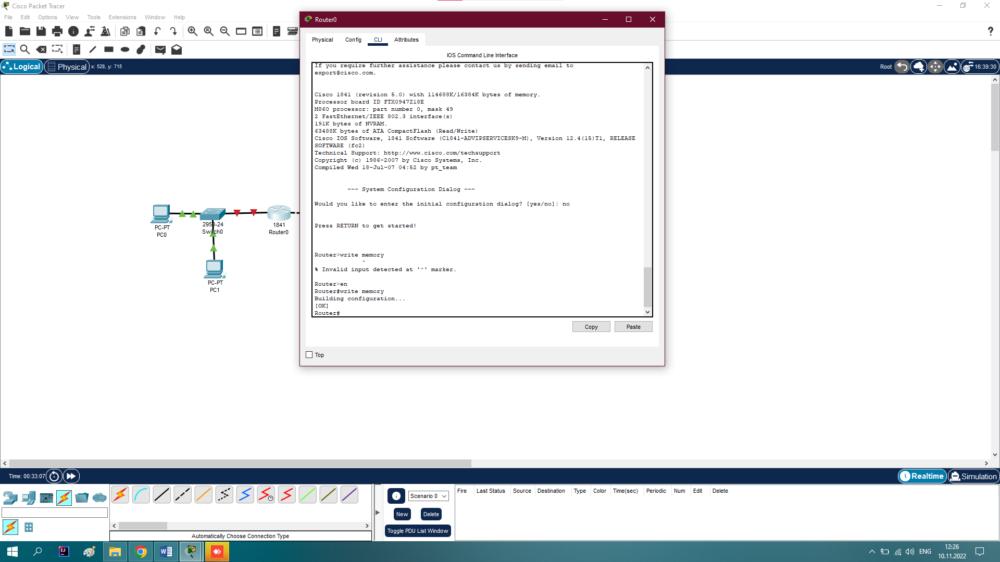 Cisco Packet Tracer
File Edit Options View Tools Extensions Window Help
Logical Physical x: 528, y: 715
Root 16:39:30
PC-PT
PC0
2950-24
Switch0
1841
Router0
PC-PT
PC1
Router0
Physical Config CLI Attributes
IOS Command Line Interface
If you require further assistance please contact us by sending email to
export@cisco.com.
Cisco 1841 (revision 5.0) with 114688K/16384K bytes of memory.
Processor board ID FTX0947Z18E
M860 processor: part number 0, mask 49
2 FastEthernet/IEEE 802.3 interface(s)
191K bytes of NVRAM.
63488K bytes of ATA CompactFlash (Read/Write)
Cisco IOS Software, 1841 Software (C1841-ADVIPSERVICESK9-M), Version 12.4(15)T1, RELEASE
SOFTWARE (fc2)
Technical Support: http://www.cisco.com/techsupport
Copyright (c) 1986-2007 by Cisco Systems, Inc.
Compiled Wed 18-Jul-07 04:52 by pt_team
--- System Configuration Dialog ---
Would you like to enter the initial configuration dialog? [yes/no]: no
Press RETURN to get started!
Router>write memory
^
% Invalid input detected at '^' marker.
Router>en
Router#write memory
Building configuration...
[OK]
Router#
Copy Paste
Top
Time: 00:33:07
Realtime Simulation
Automatically Choose Connection Type
Scenario 0
New Delete
Toggle PDU List Window
Fire Last Status Source Destination Type Color Time(sec) Periodic Num Edit Delete
ENG
12:26
10.11.2022